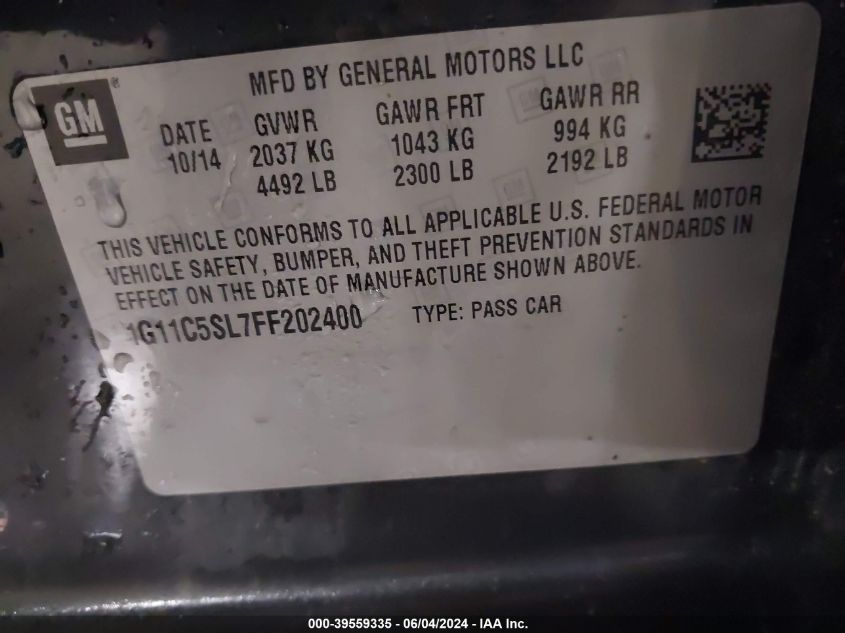 GM ®
MFD BY GENERAL MOTORS LLC
DATE GVWR GAWR FRT GAWR RR
10/14 2037 KG 1043 KG 994 KG
4492 LB 2300 LB 2192 LB
THIS VEHICLE CONFORMS TO ALL APPLICABLE U.S. FEDERAL MOTOR
VEHICLE SAFETY, BUMPER, AND THEFT PREVENTION STANDARDS IN
EFFECT ON THE DATE OF MANUFACTURE SHOWN ABOVE.
1G11C5SL7FF202400 TYPE: PASS CAR
000-39559335 - 06/04/2024 - IAA Inc.